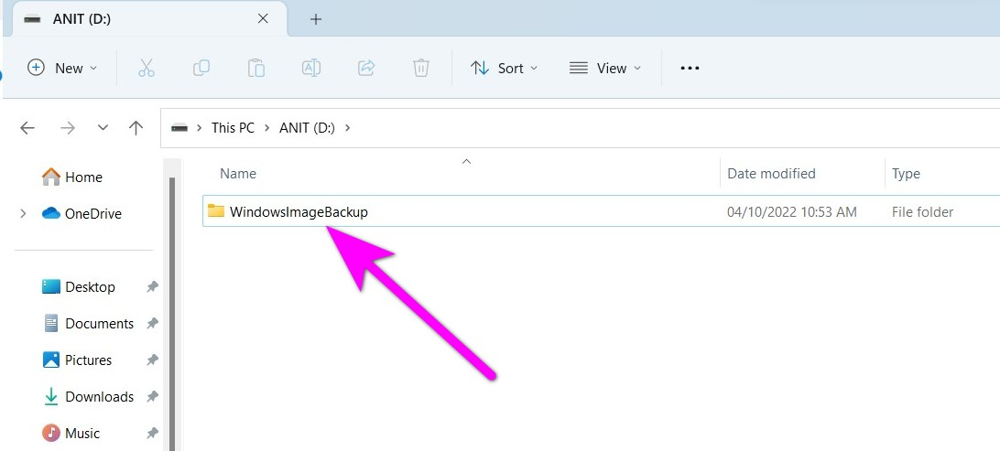 ANIT (D:)
New
Sort
View
This PC
ANIT (D:)
Name
Date modified
Type
Home
OneDrive
WindowsImageBackup
04/10/2022 10:53 AM
File folder
Desktop
Documents
Pictures
Downloads
Music